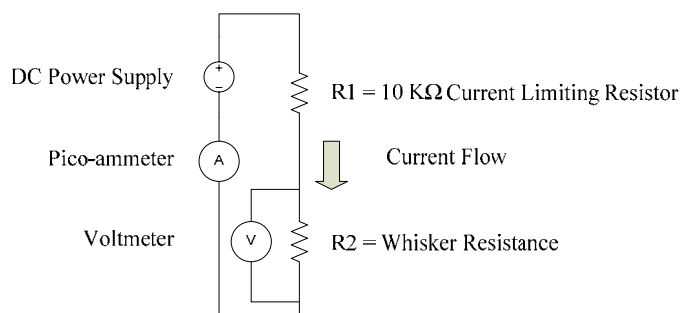 DC Power Supply
+
−
R1 = 10 KΩ Current Limiting Resistor
Pico-ammeter
A
Current Flow
Voltmeter
V
R2 = Whisker Resistance